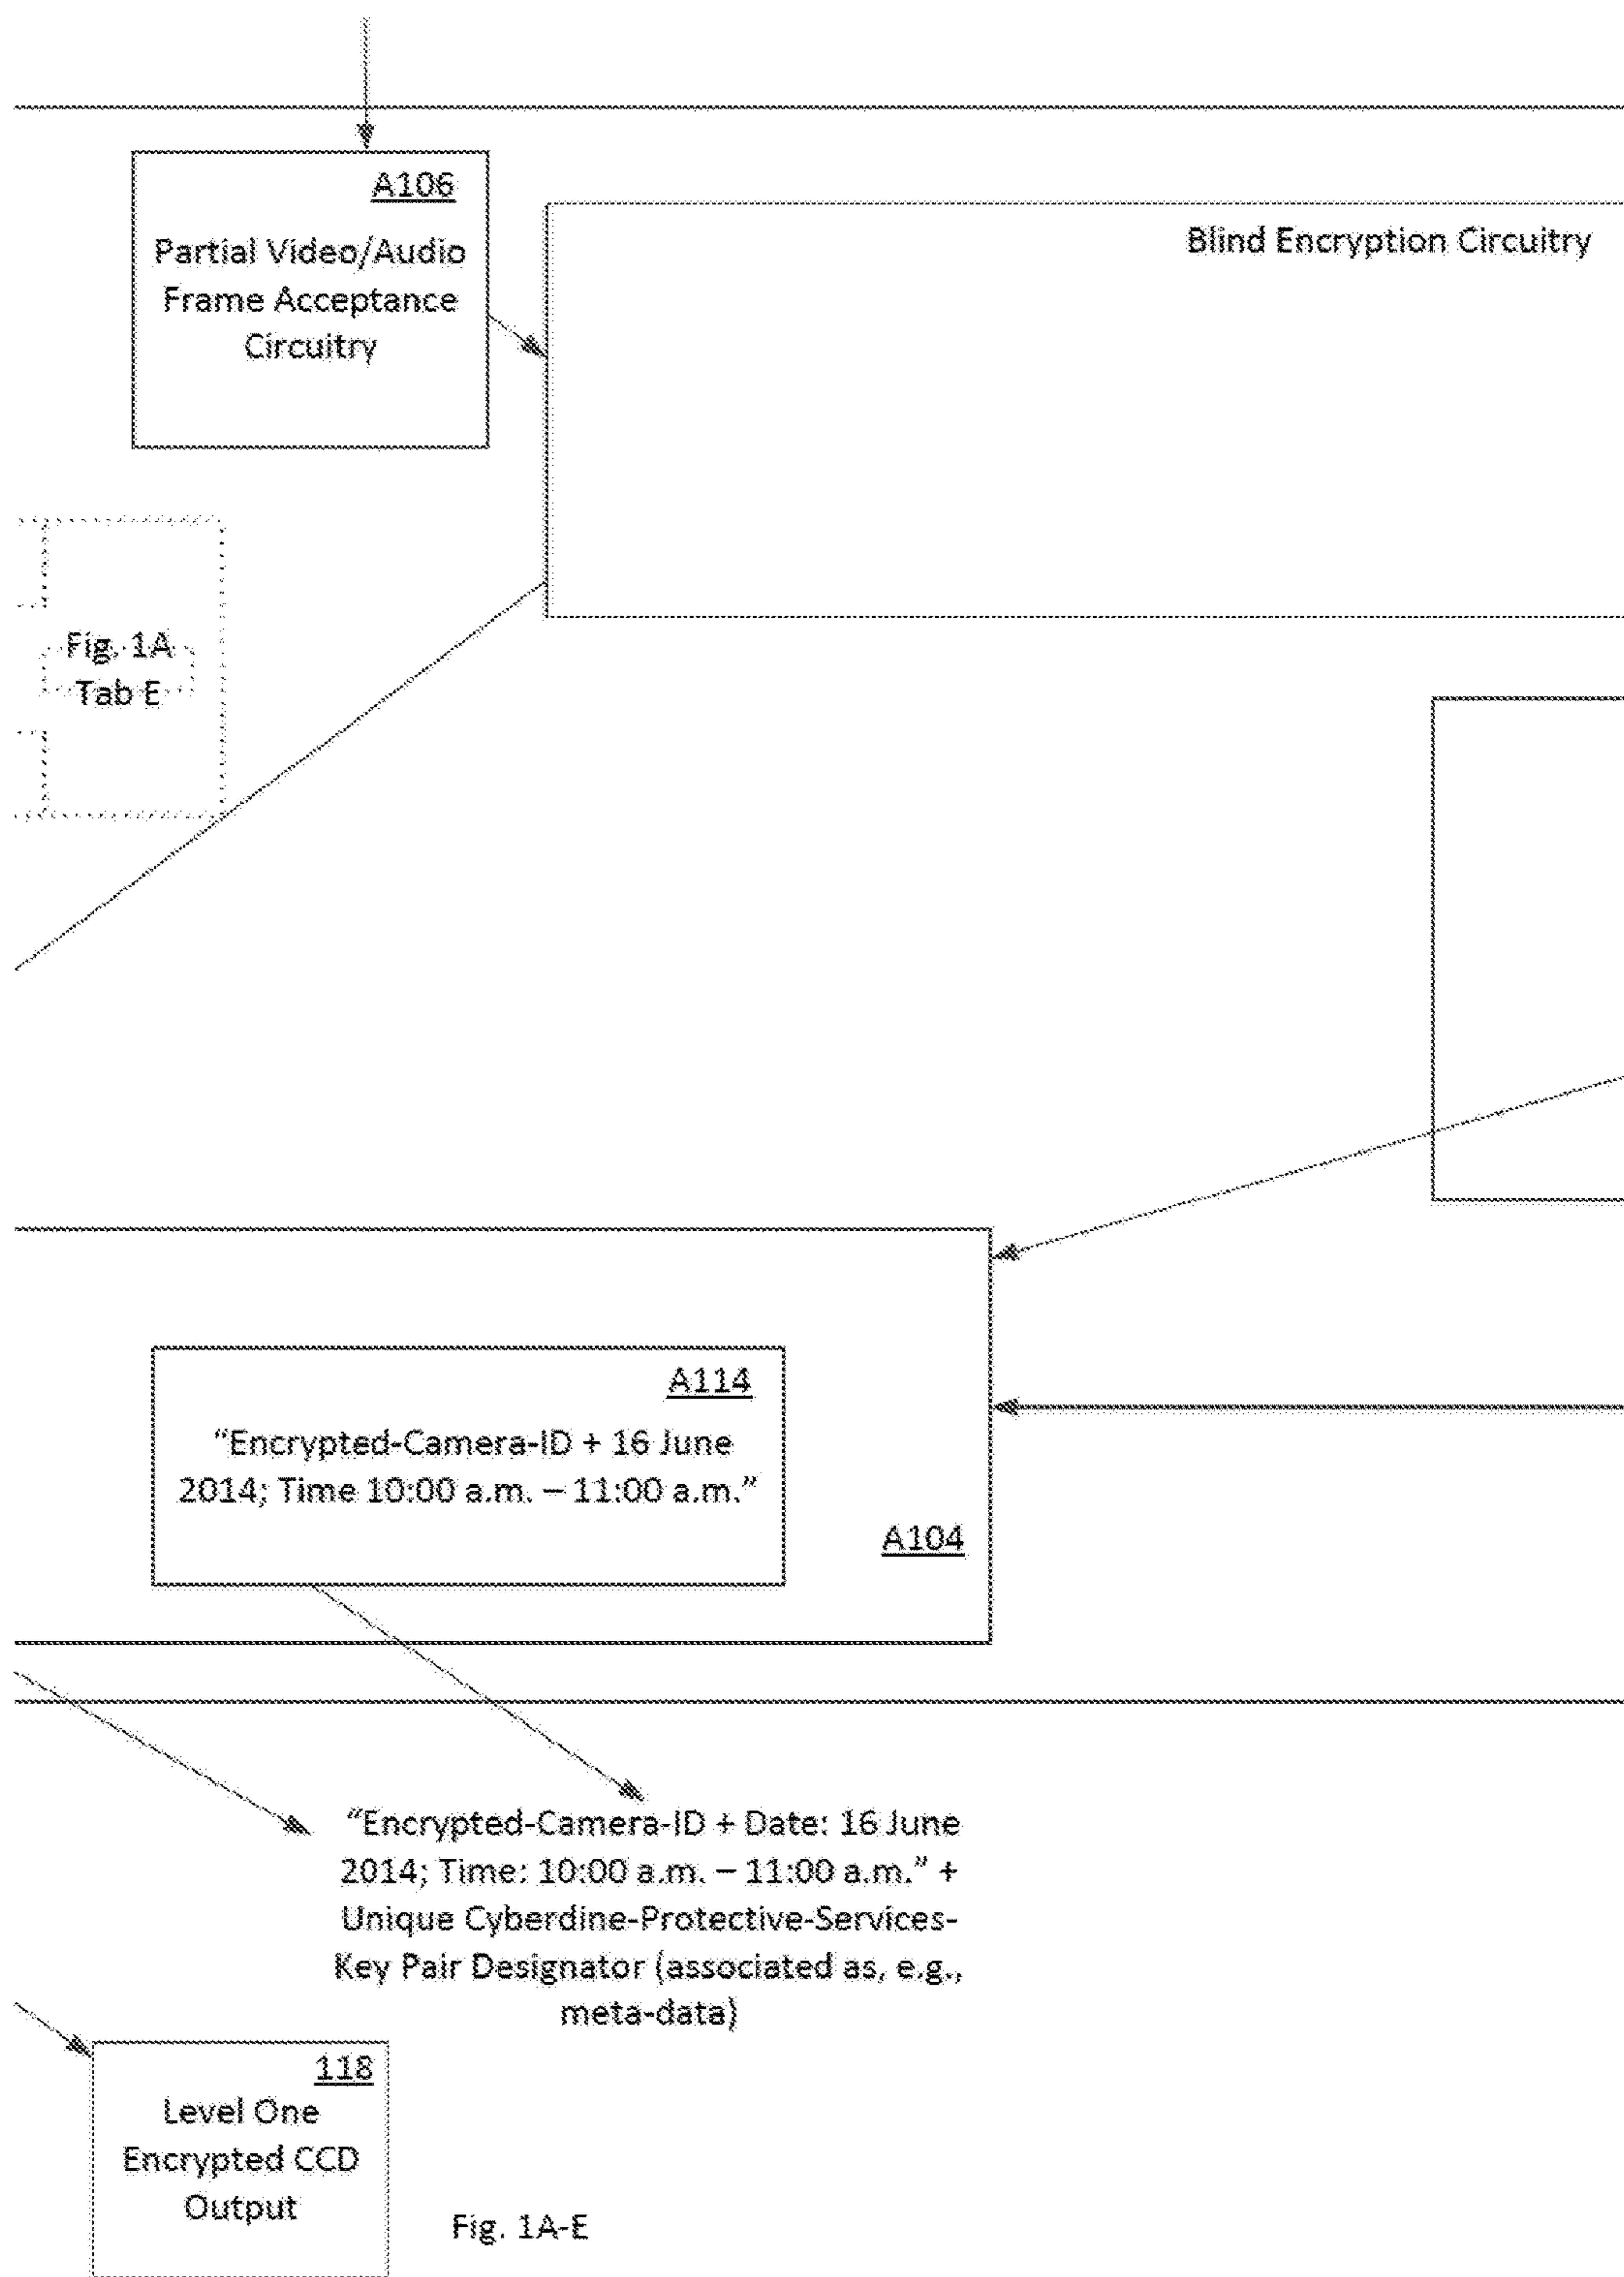 A106
Partial Video/Audio
Frame Acceptance
Circuitry
Blind Encryption Circuitry
Fig. 1A
Tab E
A114
“Encrypted-Camera-ID + 16 June
2014; Time 10:00 a.m. – 11:00 a.m.”
A104
“Encrypted-Camera-ID + Date: 16 June
2014; Time: 10:00 a.m. – 11:00 a.m.” +
Unique Cyberdine-Protective-Services-
Key Pair Designator (associated as, e.g.,
meta-data)
118
Level One
Encrypted CCD
Output
Fig. 1A-E